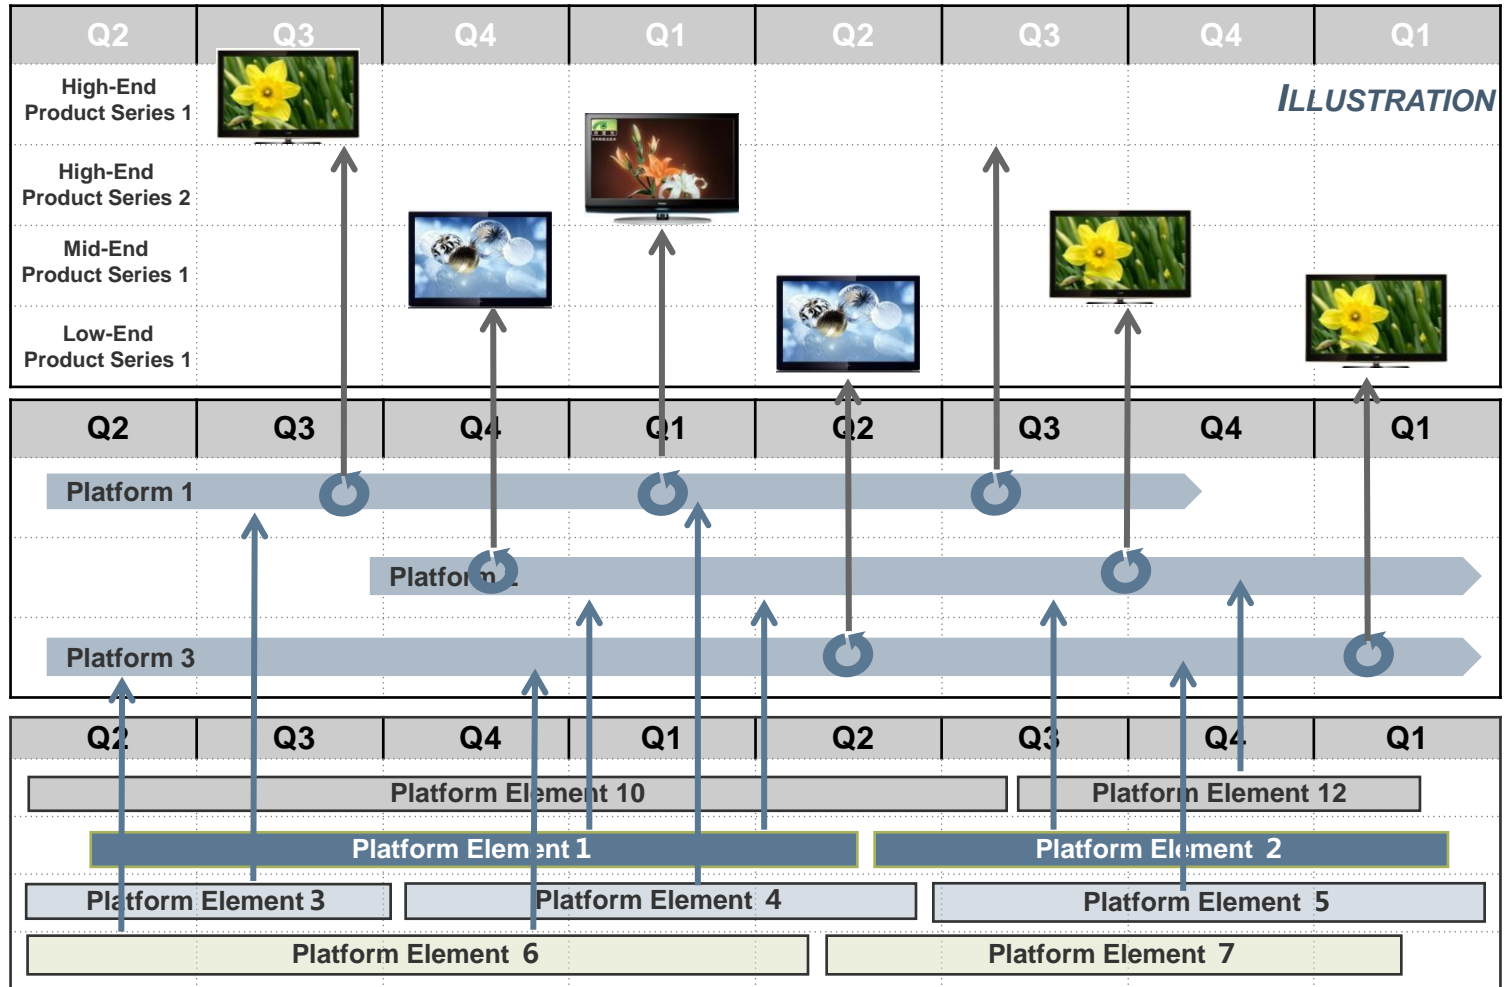 Q2 Q3 Q4 Q1 Q2 Q3 Q4 Q1
ILLUSTRATION
High-End
Product Series 1
High-End
Product Series 2
Mid-End
Product Series 1
Low-End
Product Series 1
Q2 Q3 Q4 Q1 Q2 Q3 Q4 Q1
Platform 1
Platform 2
Platform 3
Q2 Q3 Q4 Q1 Q2 Q3 Q4 Q1
Platform Element 10 Platform Element 12
Platform Element 1 Platform Element 2
Platform Element 3 Platform Element 4 Platform Element 5
Platform Element 6 Platform Element 7